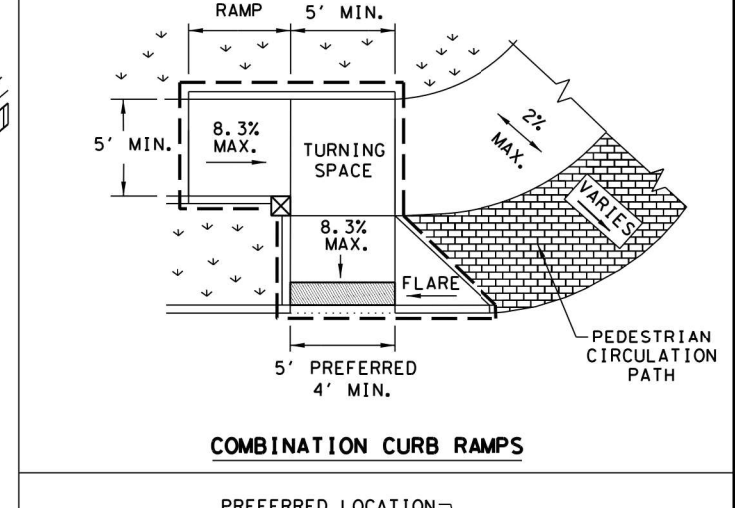 RAMP
5' MIN.
5' MIN.
8.3%
MAX.
TURNING
SPACE
2%
MAX.
VARIES
8.3%
MAX.
FLARE
5' PREFERRED
4' MIN.
PEDESTRIAN
CIRCULATION
PATH
COMBINATION CURB RAMPS
PREFERRED LOCATION